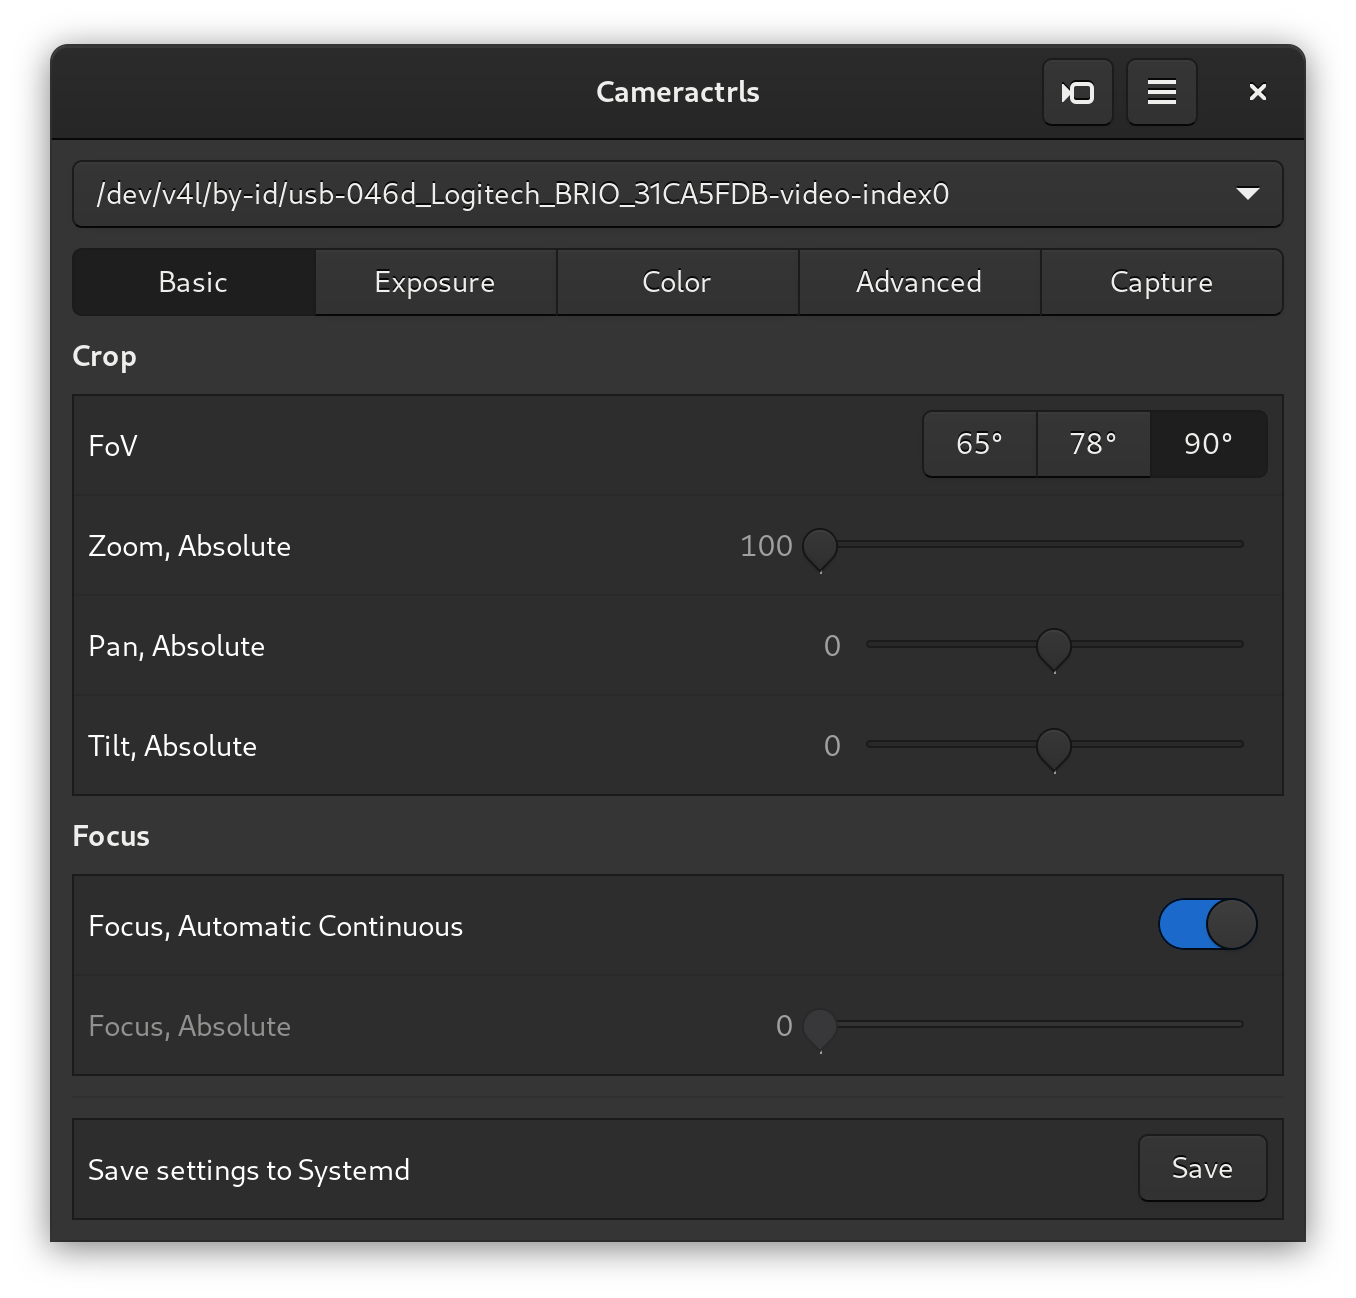 Cameractrls
/dev/v4l/by-id/usb-046d_Logitech_BRIO_31CA5FDB-video-index0
Basic Exposure Color Advanced Capture
Crop
FoV 65° 78° 90°
Zoom, Absolute 100
Pan, Absolute 0
Tilt, Absolute 0
Focus
Focus, Automatic Continuous
Focus, Absolute 0
Save settings to Systemd Save